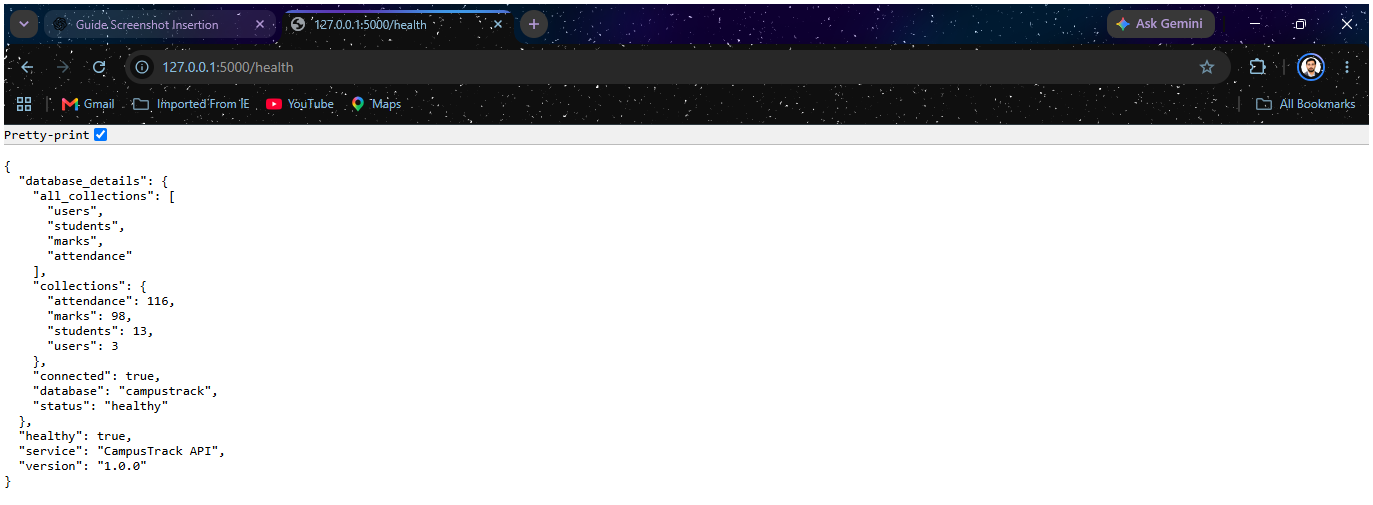 Guide Screenshot Insertion
127.0.0.1:5000/health
Ask Gemini
127.0.0.1:5000/health
Gmail
Imported From IE
YouTube
Maps
All Bookmarks
Pretty-print
{
  "database_details": {
    "all_collections": [
      "users",
      "students",
      "marks",
      "attendance"
    ],
    "collections": {
      "attendance": 116,
      "marks": 98,
      "students": 13,
      "users": 3
    },
    "connected": true,
    "database": "campustrack",
    "status": "healthy"
  },
  "healthy": true,
  "service": "CampusTrack API",
  "version": "1.0.0"
}